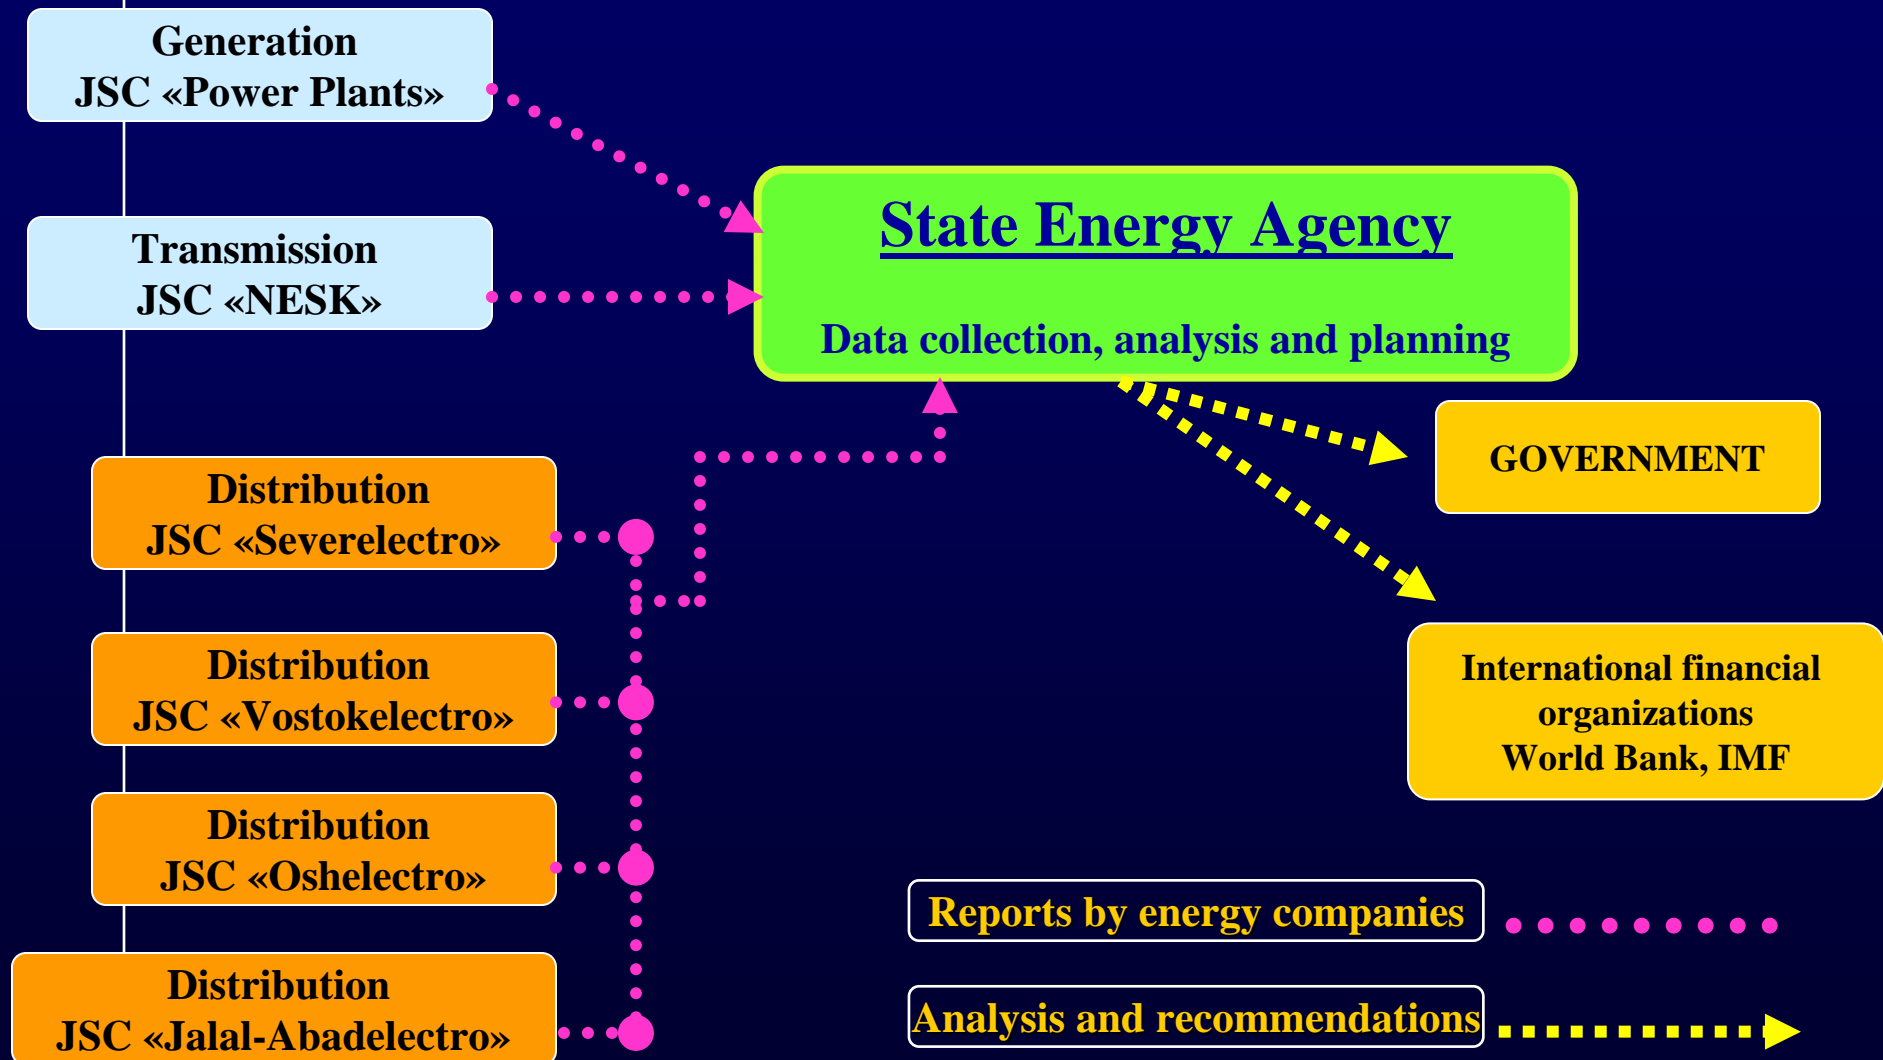 Generation
JSC «Power Plants»
Transmission
JSC «NESK»
State Energy Agency
Data collection, analysis and planning
GOVERNMENT
Distribution
JSC «Severelectro»
Distribution
JSC «Vostokelectro»
International financial
organizations
World Bank, IMF
Distribution
JSC «Oshelectro»
Distribution
JSC «Jalal-Abadelectro»
Reports by energy companies
Analysis and recommendations